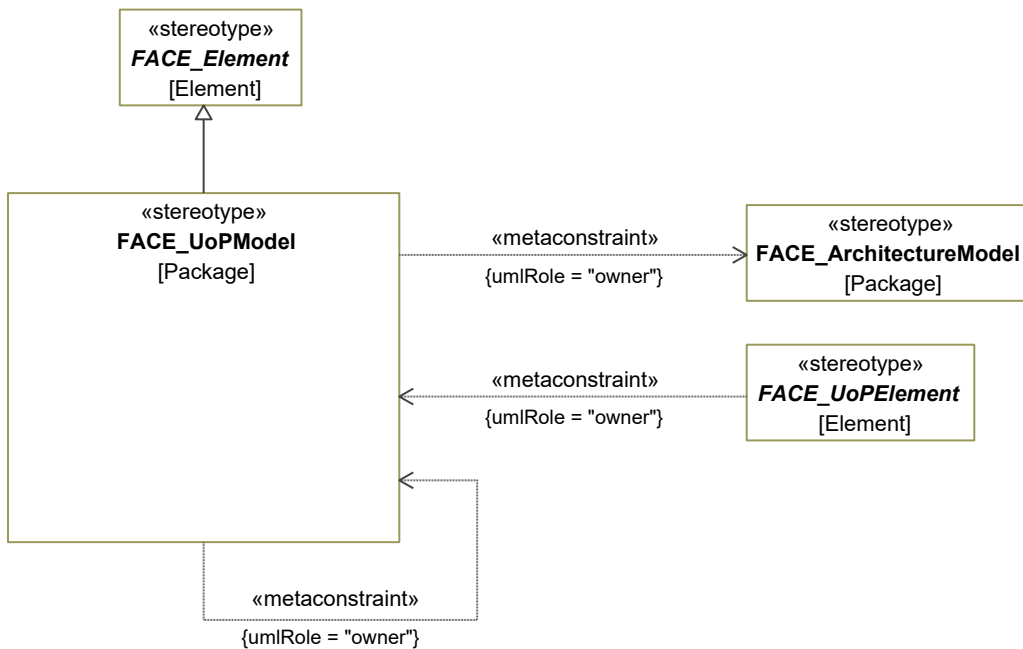 «stereotype»
FACE_Element
[Element]
«stereotype»
FACE_UoPModel
[Package]
«metaconstraint»
{umlRole = "owner"}
«stereotype»
FACE_ArchitectureModel
[Package]
«metaconstraint»
{umlRole = "owner"}
«stereotype»
FACE_UoPElement
[Element]
«metaconstraint»
{umlRole = "owner"}